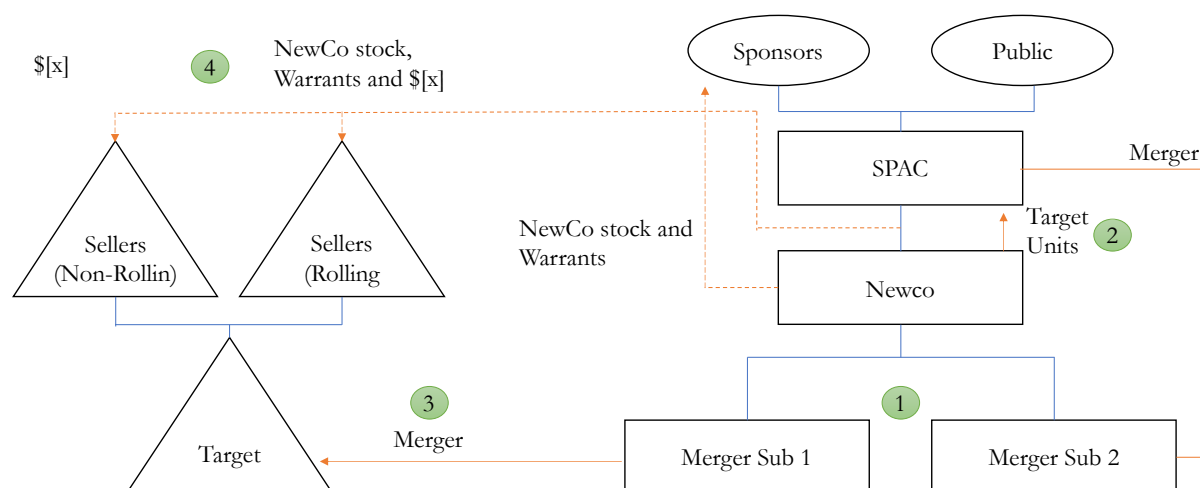 $[x]
4
NewCo stock,
Warrants and $[x]
Sponsors
Public
SPAC
Merger
Sellers
(Non-Rollin)
Sellers
(Rolling
NewCo stock and
Warrants
Target
Units
2
Newco
3
Merger
1
Target
Merger Sub 1
Merger Sub 2